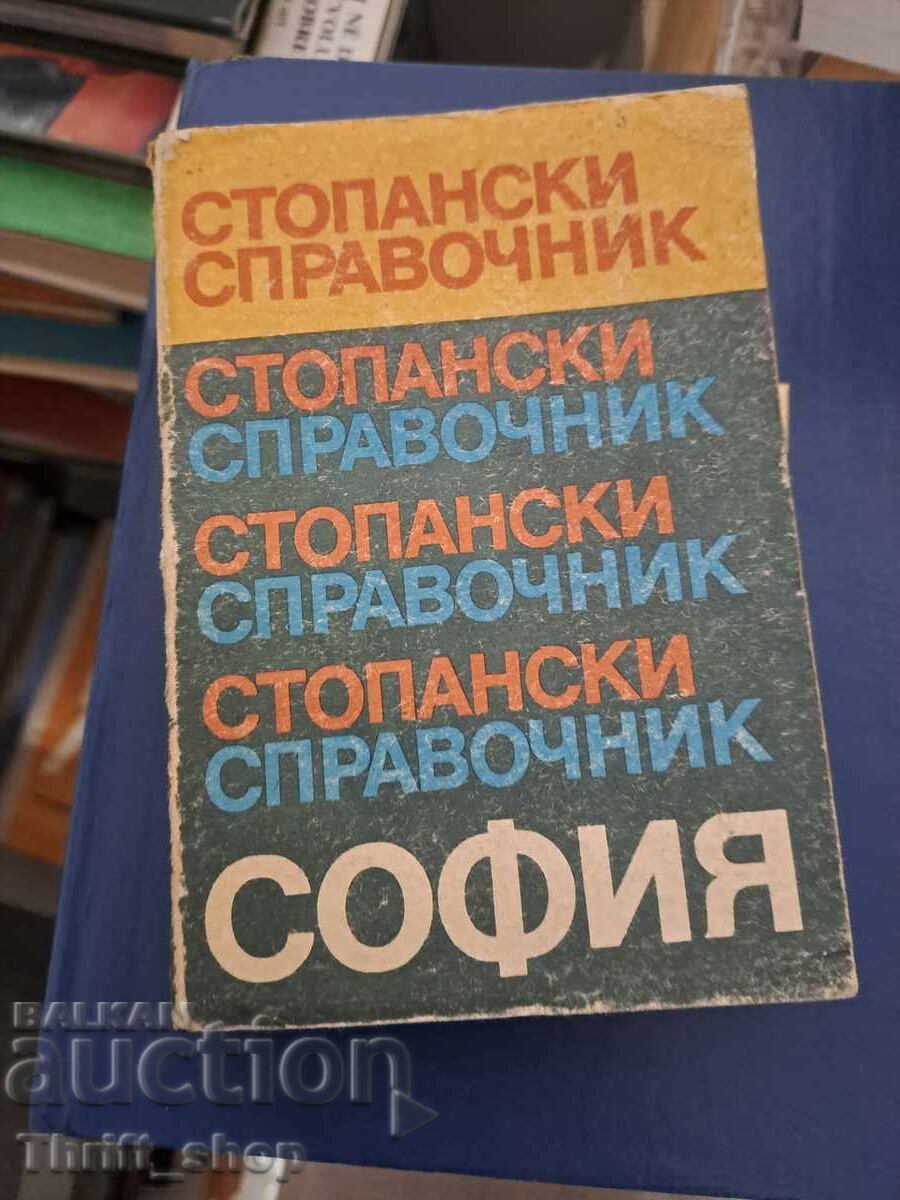 СТОПАНСКИ
СПРАВОЧНИК
СТОПАНСКИ
СПРАВОЧНИК
СТОПАНСКИ
СПРАВОЧНИК
СТОПАНСКИ
СПРАВОЧНИК
СОФИЯ
BALKAN
auction
Thrift_shop